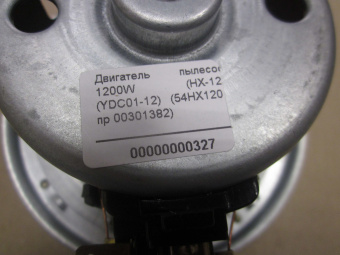 Двигатель пылесос
1200W (HX-12
(YDC01-12) (54HX120
пр 00301382)
00000000327